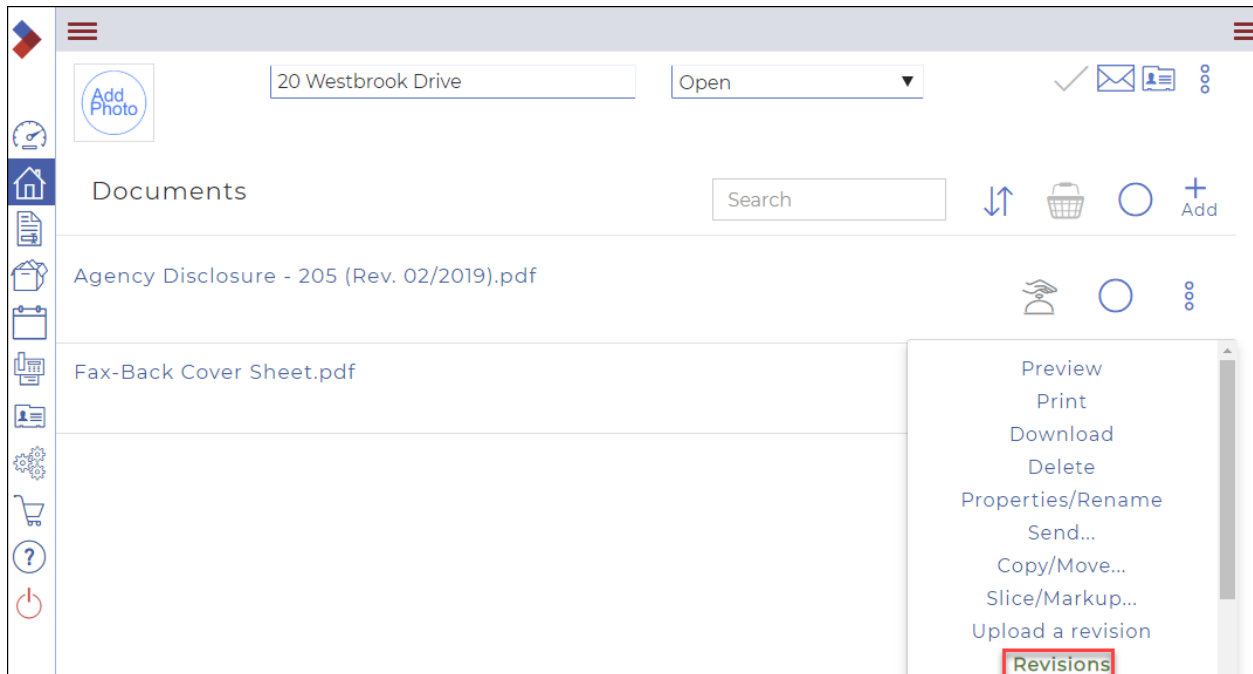 Add
Photo
20 Westbrook Drive
Open
Documents
Search
Add
Agency Disclosure - 205 (Rev. 02/2019).pdf
Fax-Back Cover Sheet.pdf
Preview
Print
Download
Delete
Properties/Rename
Send...
Copy/Move...
Slice/Markup...
Upload a revision
Revisions
?